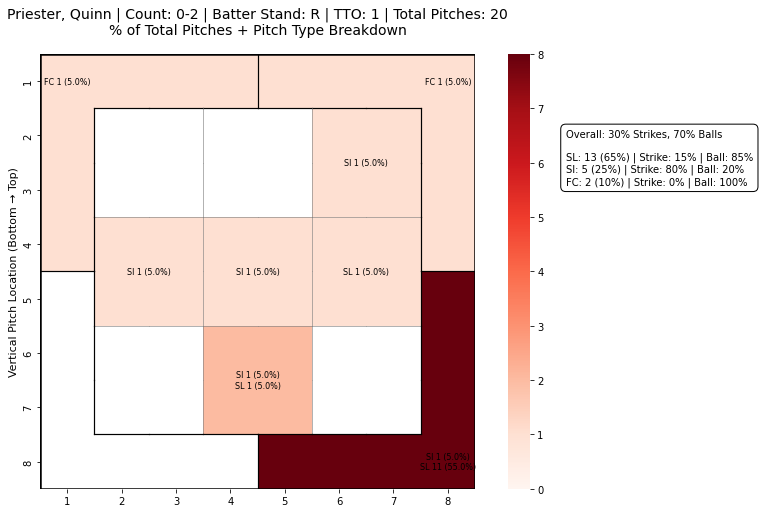 Priester, Quinn | Count: 0-2 | Batter Stand: R | TTO: 1 | Total Pitches: 20
% of Total Pitches + Pitch Type Breakdown
Vertical Pitch Location (Bottom → Top)
1
2
3
4
5
6
7
8
FC 1 (5.0%)
FC 1 (5.0%)
SI 1 (5.0%)
SI 1 (5.0%)
SI 1 (5.0%)
SL 1 (5.0%)
SI 1 (5.0%)
SL 1 (5.0%)
SI 1 (5.0%)
SL 11 (55.0%)
1
2
3
4
5
6
7
8
8
7
6
5
4
3
2
1
0
Overall: 30% Strikes, 70% Balls
SL: 13 (65%) | Strike: 15% | Ball: 85%
SI: 5 (25%) | Strike: 80% | Ball: 20%
FC: 2 (10%) | Strike: 0% | Ball: 100%